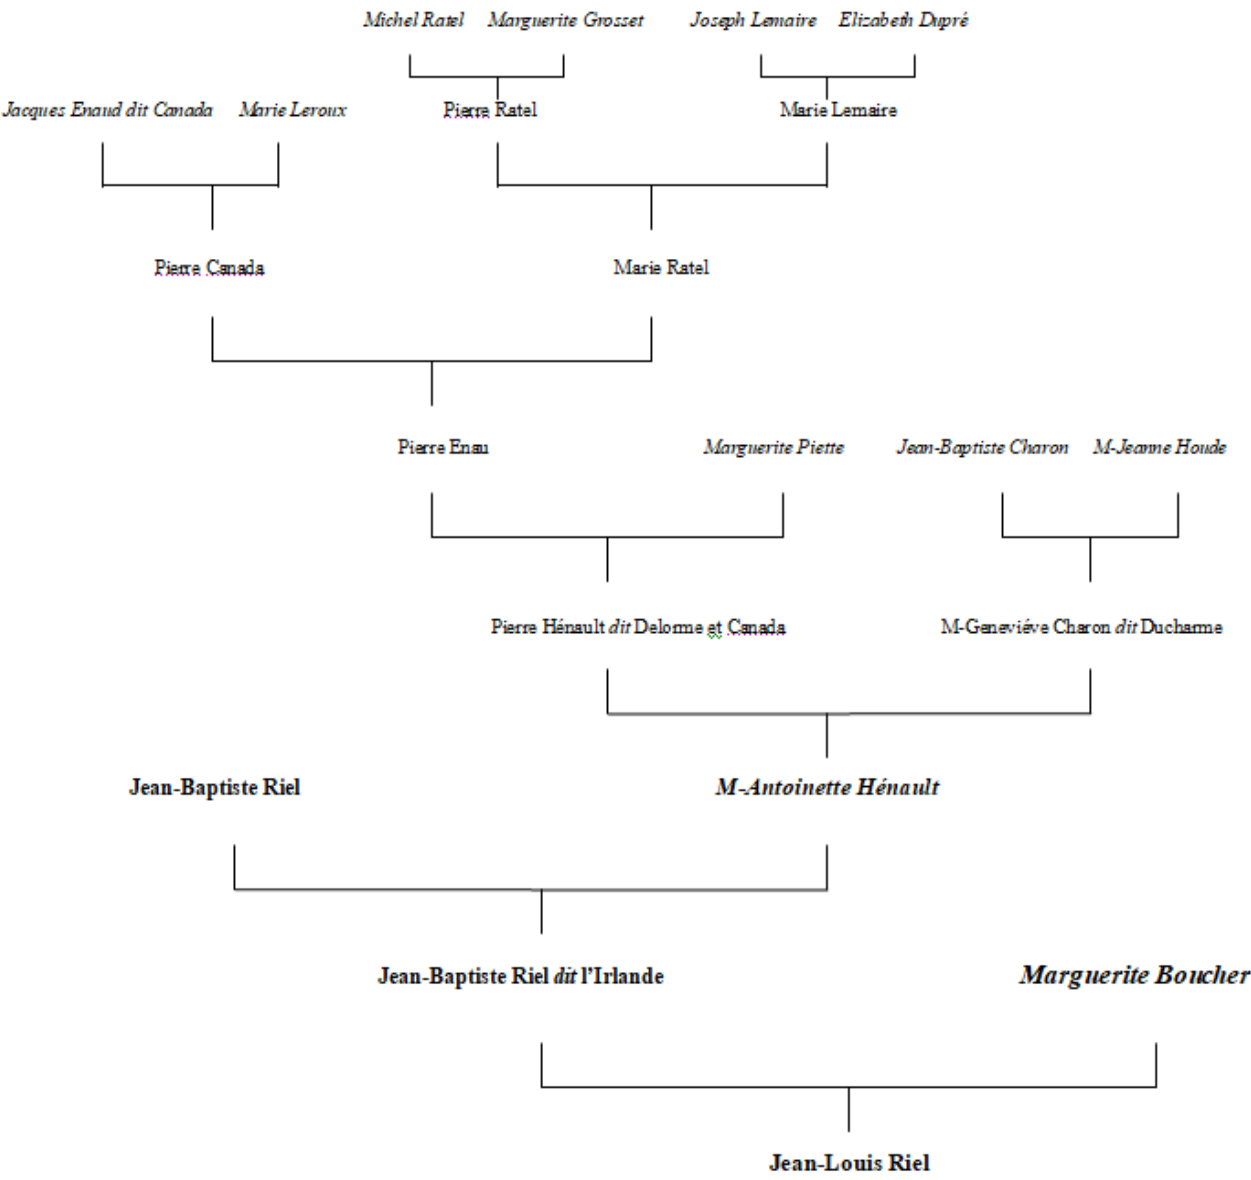 Michel Ratel Marguerite Grosset Joseph Lemaire Elizabeth Dupré
Jacques Enaud dit Canada Marie Leroux Pierre Ratel Marie Lemaire
Pierre Canada Marie Ratel
Pierre Enau Marguerite Piette Jean-Baptiste Charon M-Jeanne Houde
Pierre Hénault dit Delorme et Canada M-Geneviéve Charon dit Ducharme
Jean-Baptiste Riel M-Antoinette Hénault
Jean-Baptiste Riel dit l’Irlande Marguerite Boucher
Jean-Louis Riel